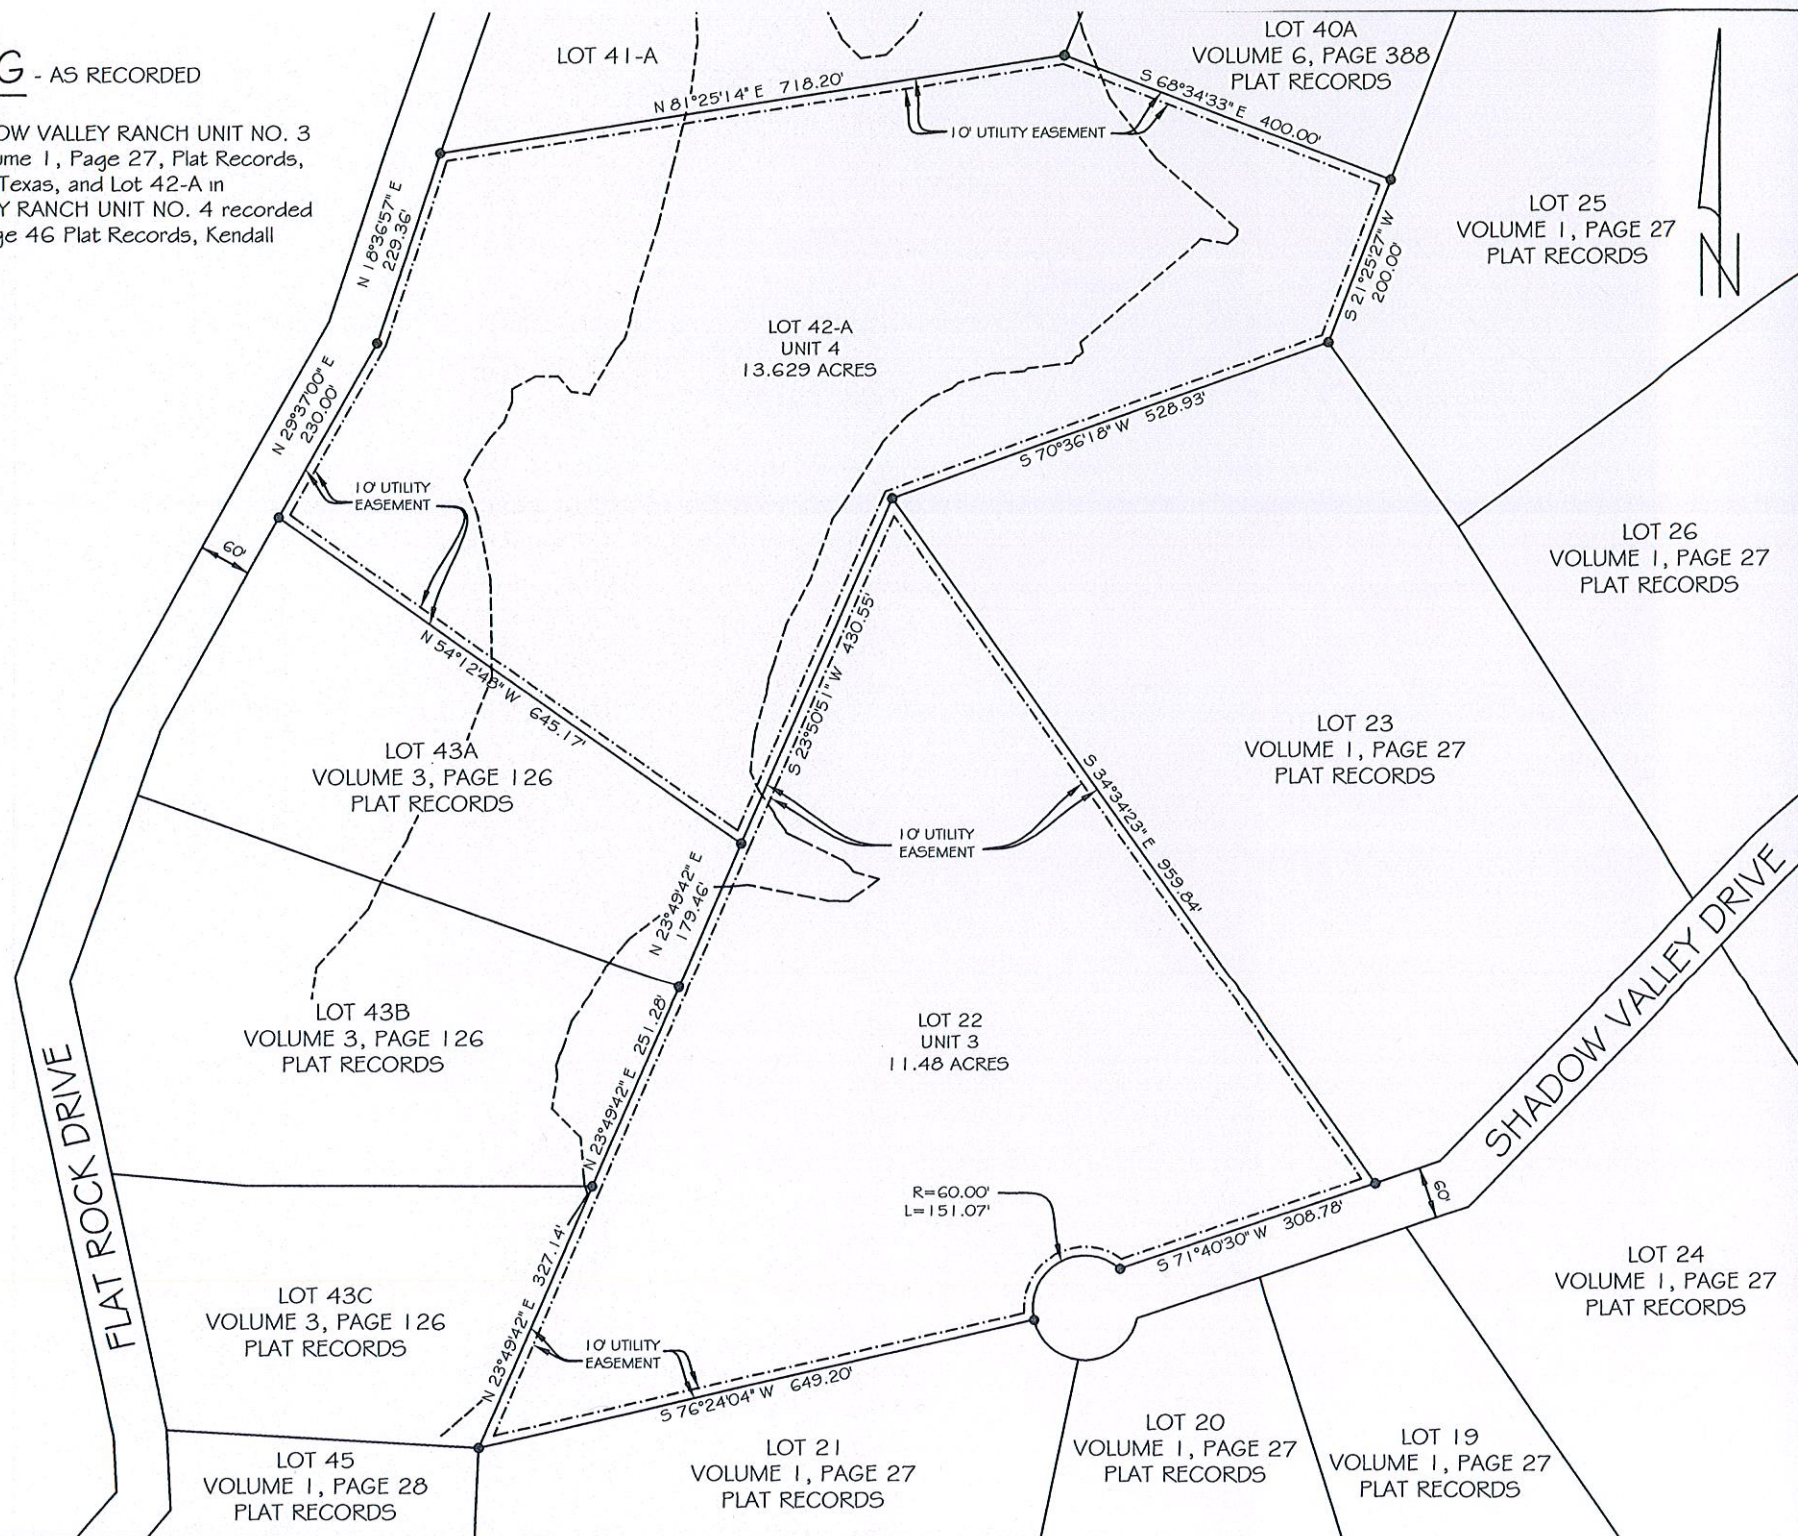 G - AS RECORDED
OW VALLEY RANCH UNIT NO. 3
ume 1, Page 27, Plat Records,
Texas, and Lot 42-A in
Y RANCH UNIT NO. 4 recorded
ge 46 Plat Records, Kendall
LOT 41-A
LOT 40A
VOLUME 6, PAGE 388
PLAT RECORDS
N 81°25'14" E 718.20'
S 68°34'33" E 400.00'
10' UTILITY EASEMENT
N 18°36'57" E
229.36'
S 21°25'27" W
200.00'
LOT 25
VOLUME 1, PAGE 27
PLAT RECORDS
N
LOT 42-A
UNIT 4
13.629 ACRES
N 29°37'00" E
230.00'
S 70°36'18" W 528.93'
10' UTILITY
EASEMENT
60'
LOT 26
VOLUME 1, PAGE 27
PLAT RECORDS
N 54°12'48" W 645.17'
S 23°50'51" W 430.55'
LOT 23
VOLUME 1, PAGE 27
PLAT RECORDS
LOT 43A
VOLUME 3, PAGE 126
PLAT RECORDS
S 34°34'23" E 959.84'
10' UTILITY
EASEMENT
N 23°49'42" E
179.46'
SHADOW VALLEY DRIVE
LOT 43B
VOLUME 3, PAGE 126
PLAT RECORDS
N 23°49'42" E 251.28'
LOT 22
UNIT 3
11.48 ACRES
FLAT ROCK DRIVE
R=60.00'
L=151.07'
60'
S 71°40'30" W 308.78'
LOT 24
VOLUME 1, PAGE 27
PLAT RECORDS
LOT 43C
VOLUME 3, PAGE 126
PLAT RECORDS
N 23°49'42" E 327.14'
10' UTILITY
EASEMENT
S 76°24'04" W 649.20'
LOT 45
VOLUME 1, PAGE 28
PLAT RECORDS
LOT 21
VOLUME 1, PAGE 27
PLAT RECORDS
LOT 20
VOLUME 1, PAGE 27
PLAT RECORDS
LOT 19
VOLUME 1, PAGE 27
PLAT RECORDS